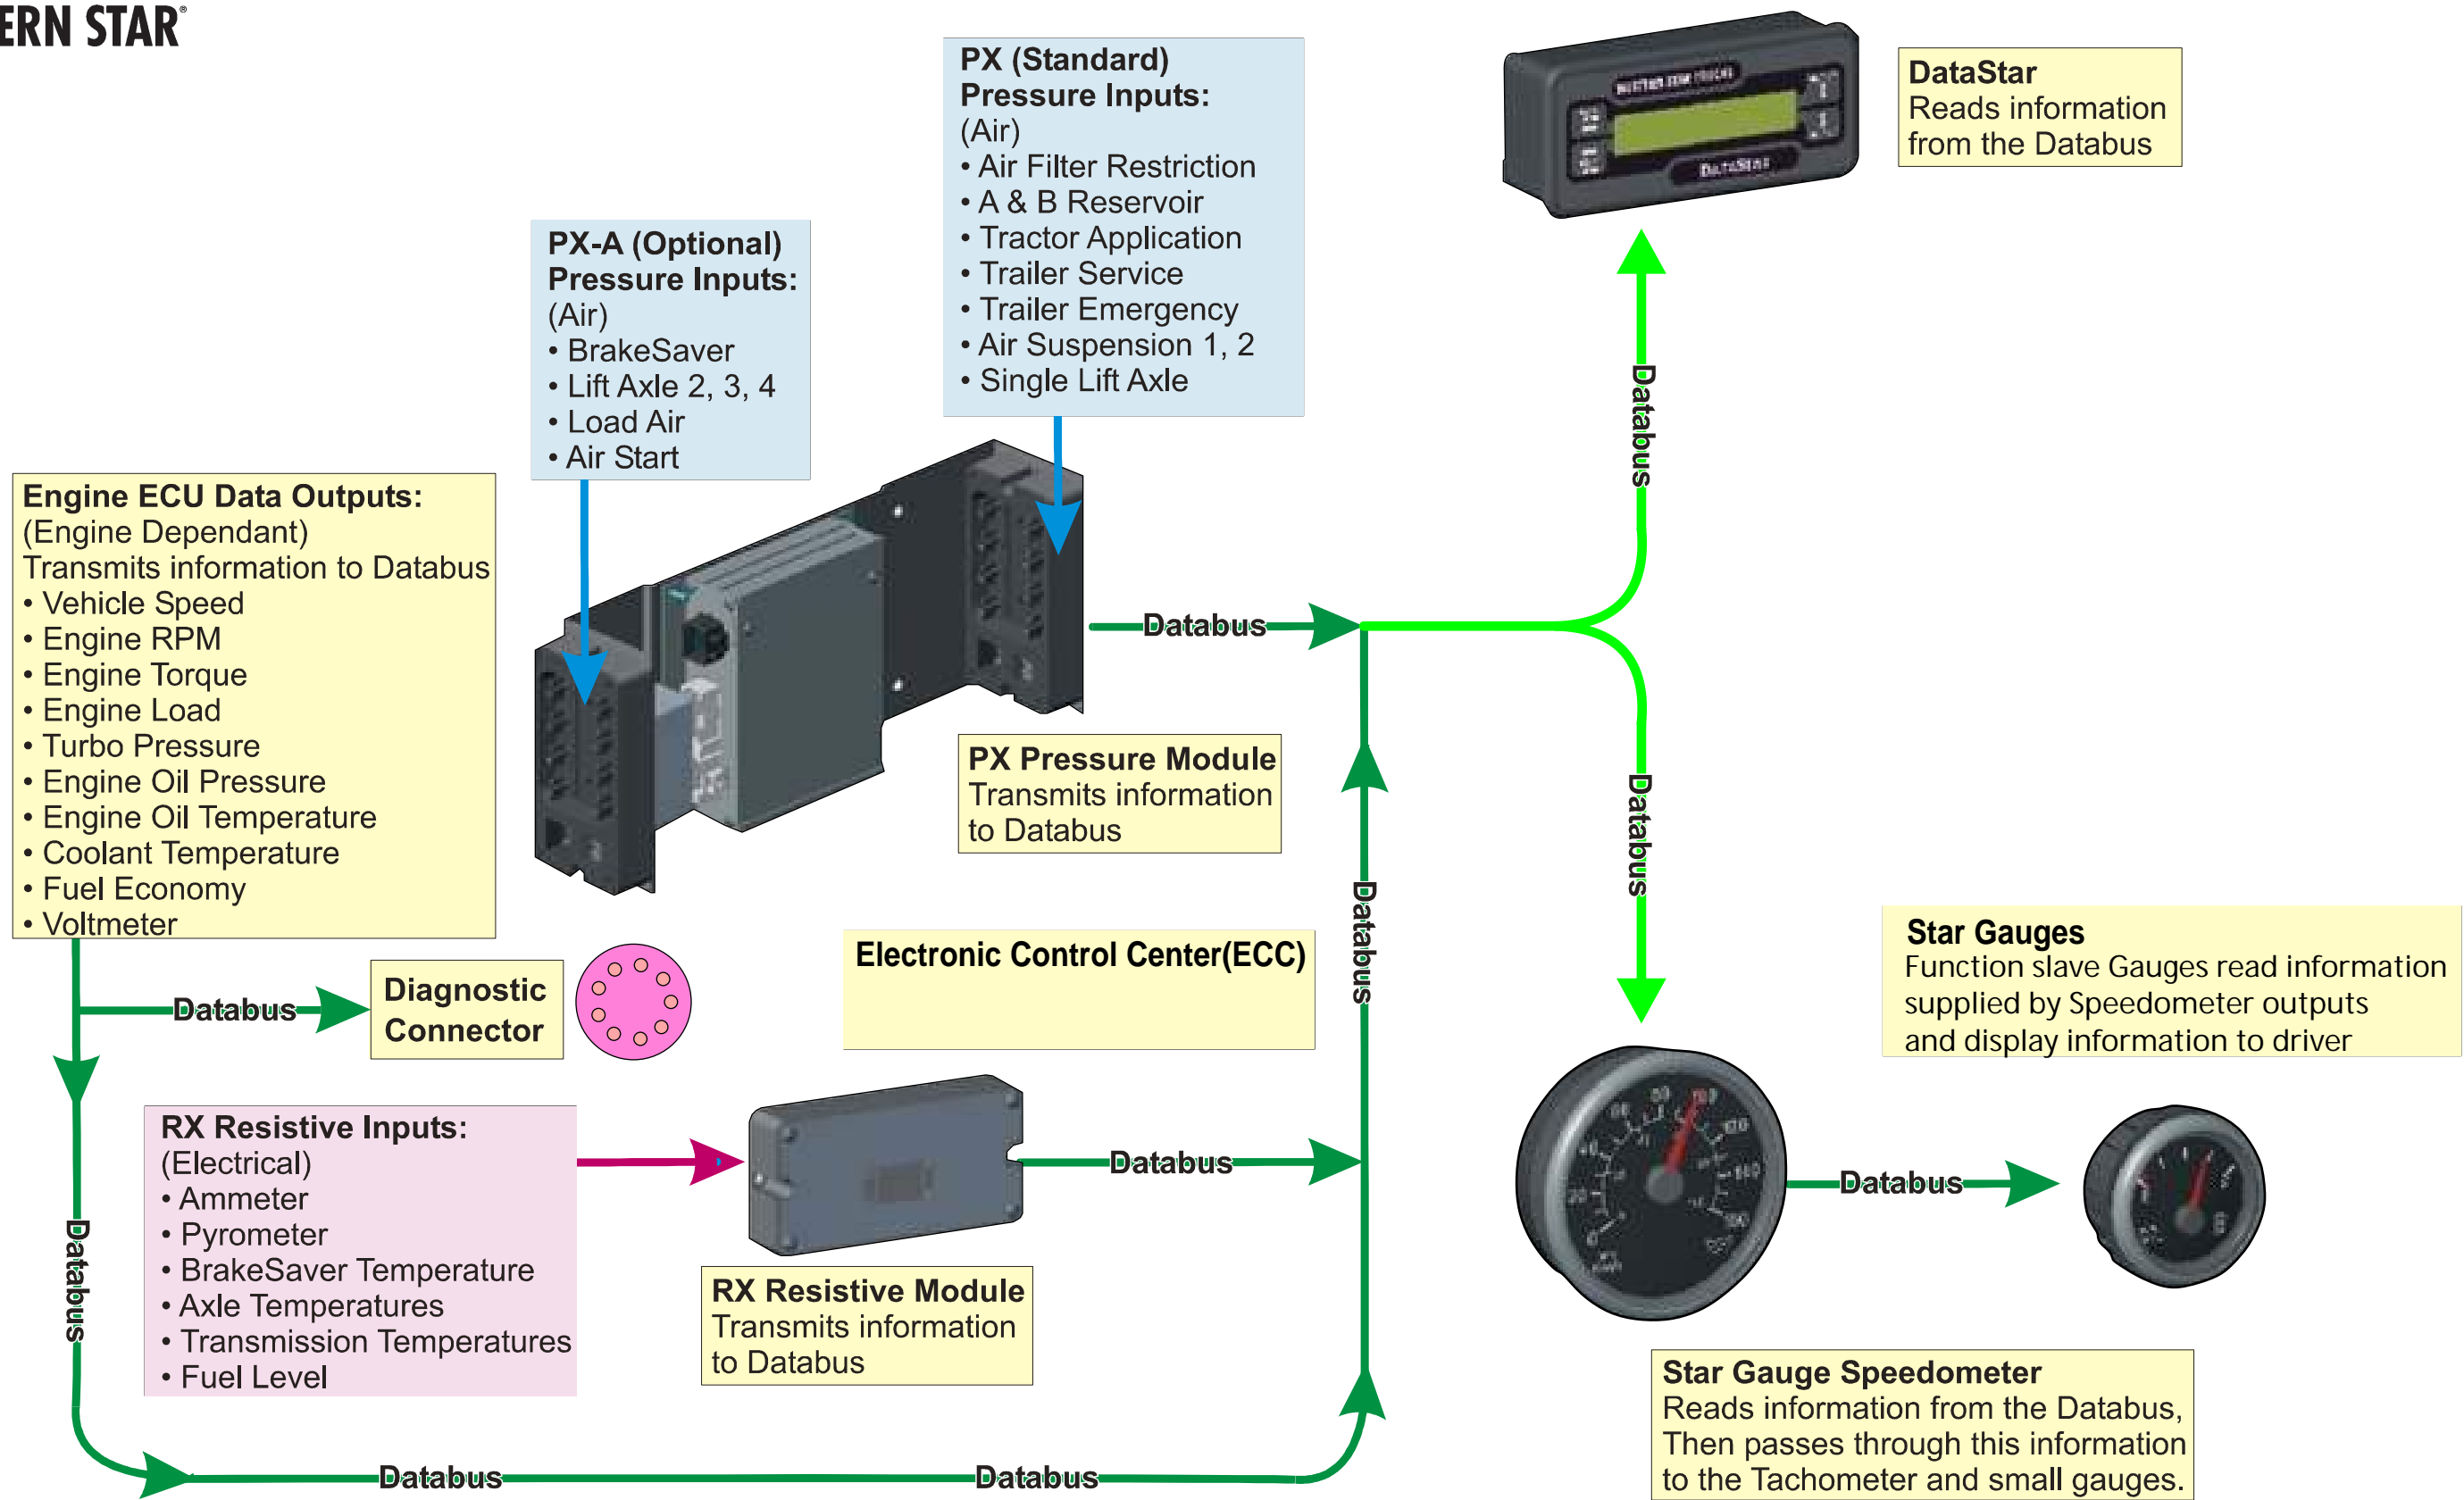 ERN STAR®
PX (Standard)
Pressure Inputs:
(Air)
• Air Filter Restriction
• A & B Reservoir
• Tractor Application
• Trailer Service
• Trailer Emergency
• Air Suspension 1, 2
• Single Lift Axle
DataStar
Reads information
from the Databus
DATASTAR
PX-A (Optional)
Pressure Inputs:
(Air)
• BrakeSaver
• Lift Axle 2, 3, 4
• Load Air
• Air Start
Engine ECU Data Outputs:
(Engine Dependant)
Transmits information to Databus
• Vehicle Speed
• Engine RPM
• Engine Torque
• Engine Load
• Turbo Pressure
• Engine Oil Pressure
• Engine Oil Temperature
• Coolant Temperature
• Fuel Economy
• Voltmeter
Databus
Databus
Databus
PX Pressure Module
Transmits information
to Databus
Databus
Electronic Control Center(ECC)
Databus
Diagnostic
Connector
Star Gauges
Function slave Gauges read information
supplied by Speedometer outputs
and display information to driver
RX Resistive Inputs:
(Electrical)
• Ammeter
• Pyrometer
• BrakeSaver Temperature
• Axle Temperatures
• Transmission Temperatures
• Fuel Level
Databus
Databus
Databus
RX Resistive Module
Transmits information
to Databus
Star Gauge Speedometer
Reads information from the Databus,
Then passes through this information
to the Tachometer and small gauges.
Databus
Databus